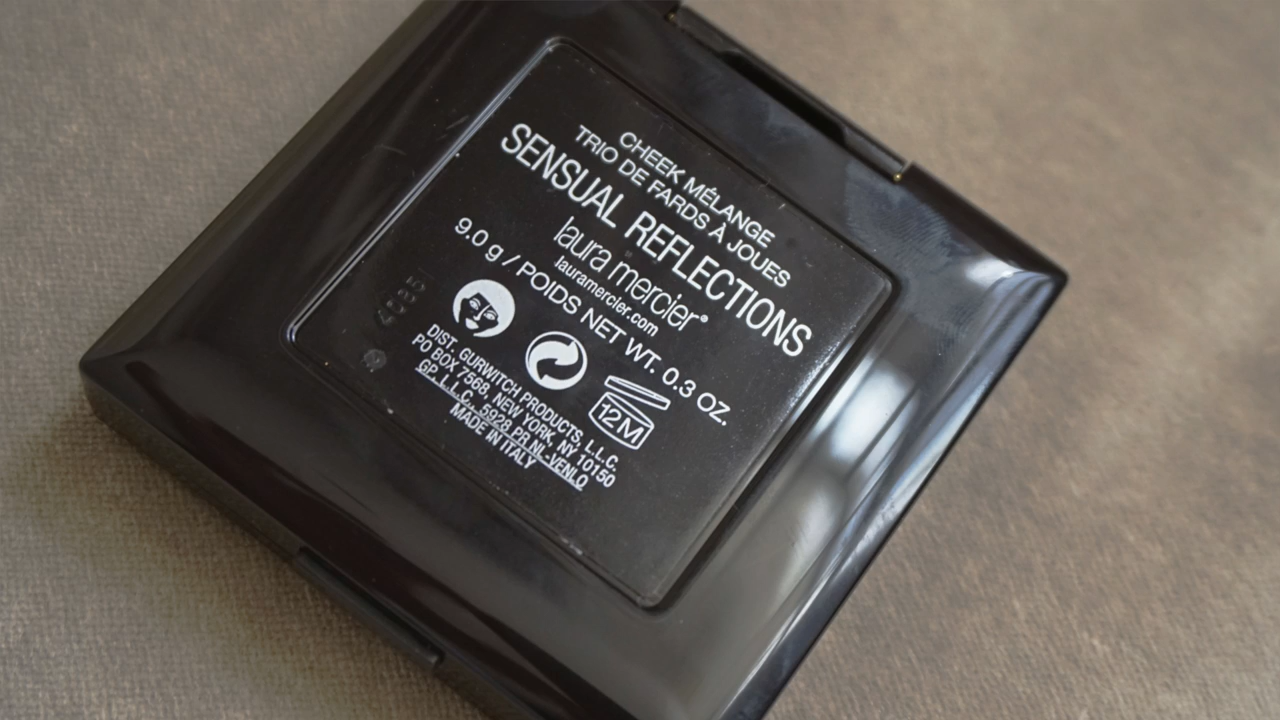 CHEEK MÉLANGE
TRIO DE FARDS À JOUES
SENSUAL REFLECTIONS
laura mercier®
lauramercier.com
9.0 g / POIDS NET WT. 0.3 OZ.
12M
DIST. GURWITCH PRODUCTS, L.L.C.
PO BOX 7568, NEW YORK, NY 10150
GP, L.L.C. 5928 PR NL-VENLO
MADE IN ITALY